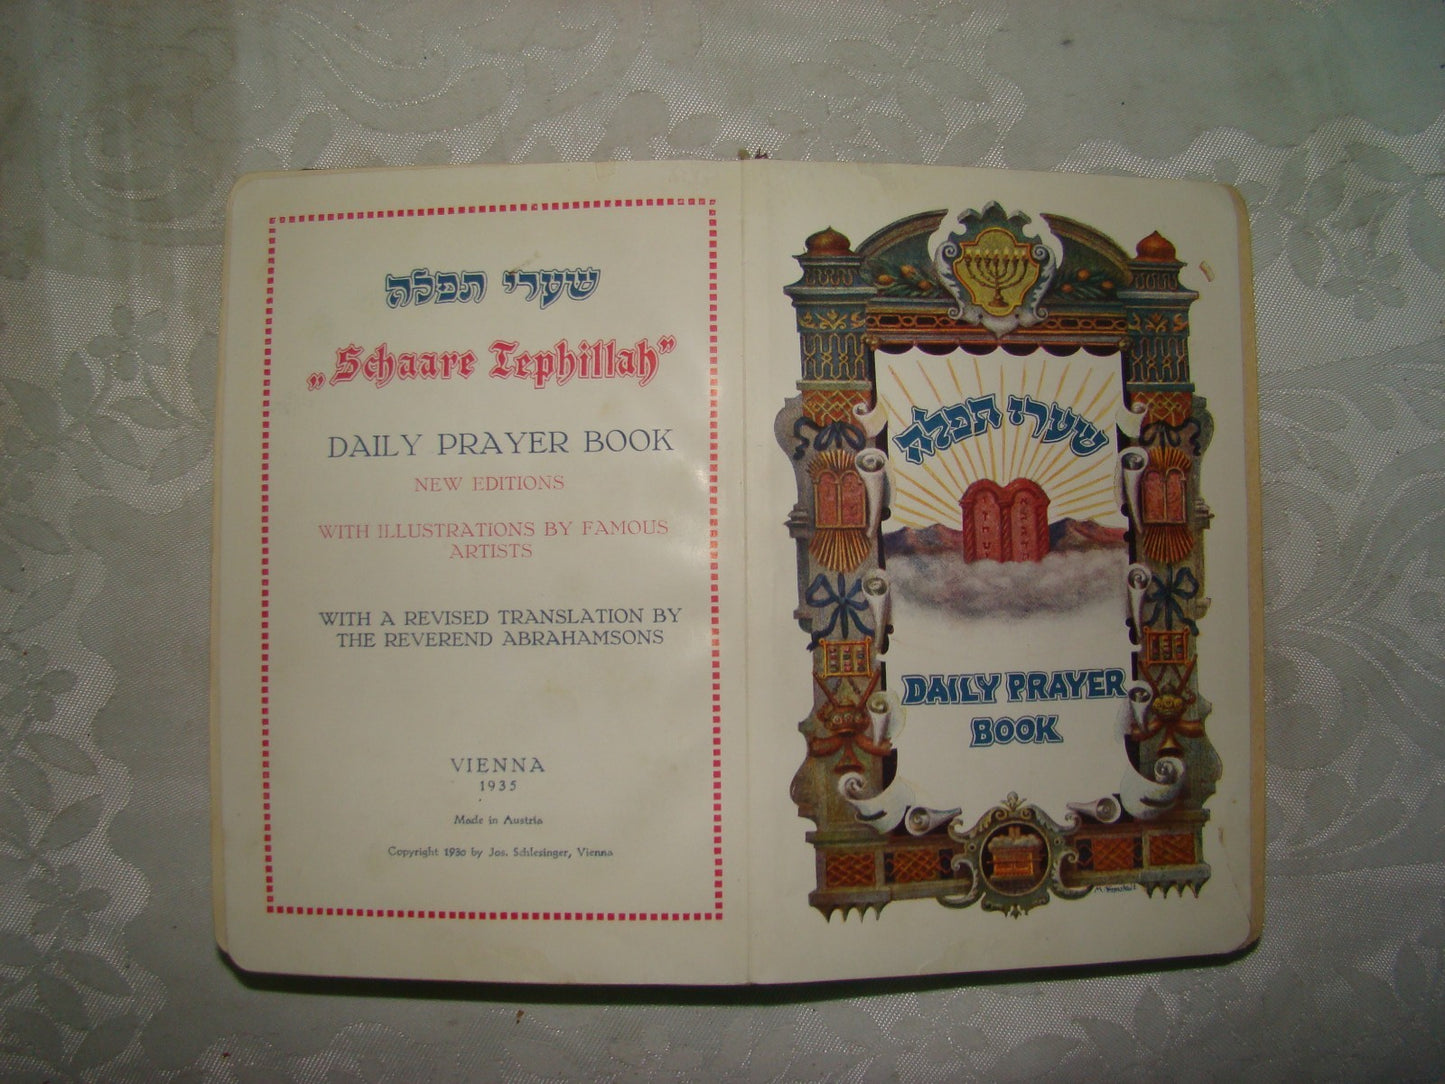 שערי תפלה
„Schaare Tephillah”
DAILY PRAYER BOOK
NEW EDITIONS
WITH ILLUSTRATIONS BY FAMOUS
ARTISTS
WITH A REVISED TRANSLATION BY
THE REVEREND ABRAHAMSONS
VIENNA
1935
Made in Austria
Copyright 1930 by Jos. Schlesinger, Vienna
שערי תפלה
DAILY PRAYER
BOOK